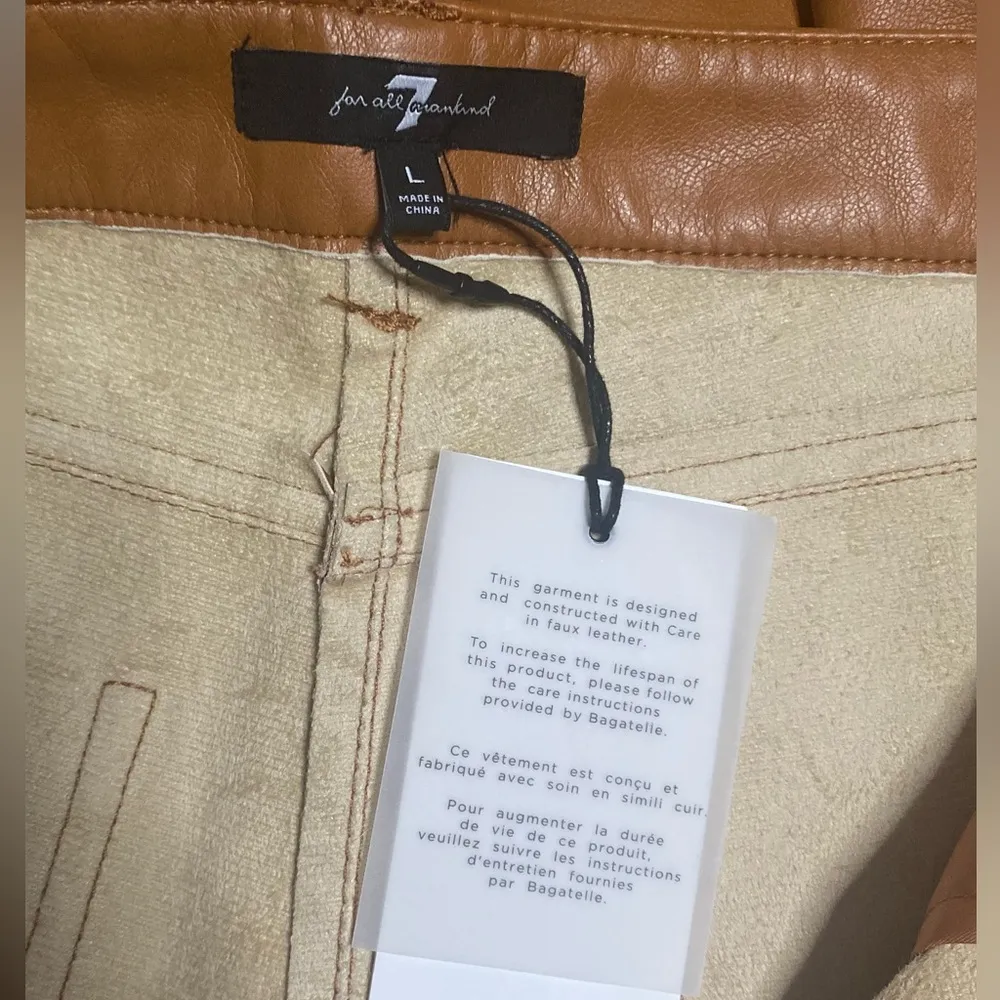 for all 7 mankind
L
MADE IN
CHINA
This garment is designed
and constructed with Care
in faux leather.
To increase the lifespan of
this product, please follow
the care instructions
provided by Bagatelle.
Ce vêtement est conçu et
fabriqué avec soin en simili cuir.
Pour augmenter la durée
de vie de ce produit,
veuillez suivre les instructions
d'entretien fournies
par Bagatelle.